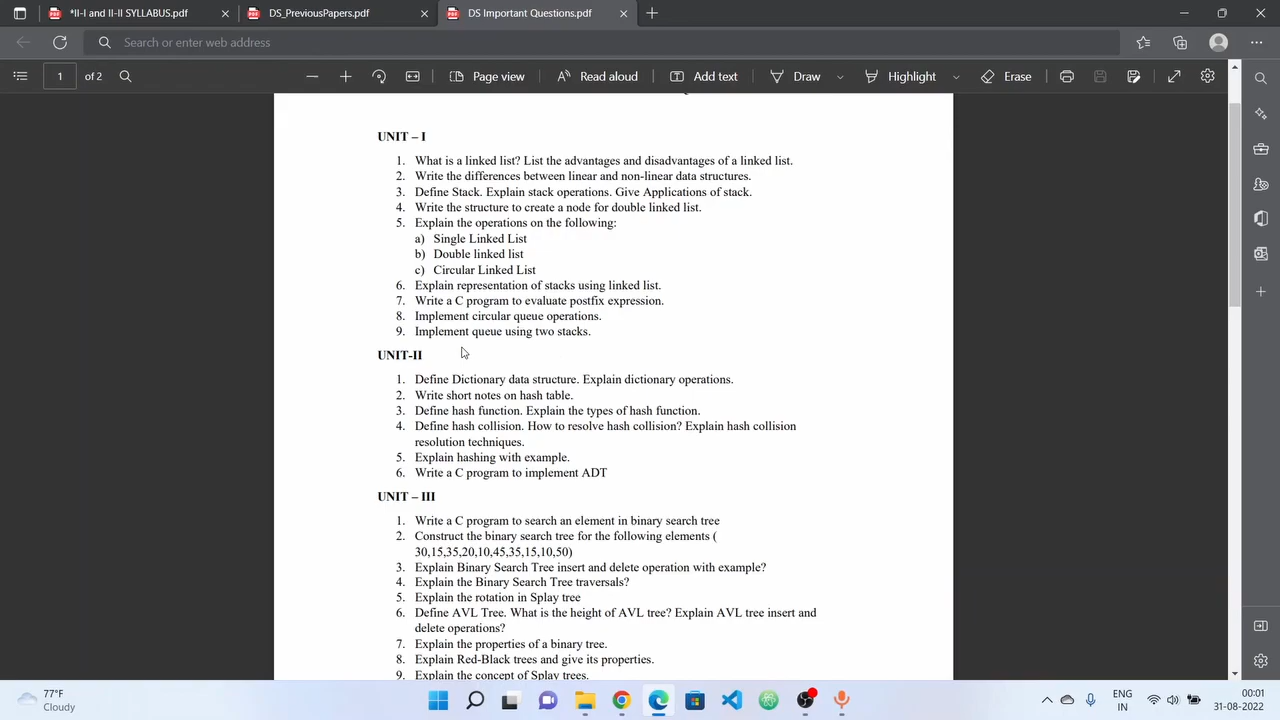 *II-I and II-II SYLLABUS.pdf
DS_PreviousPapers.pdf
DS Important Questions.pdf
Search or enter web address
1 of 2
Page view
Read aloud
Add text
Draw
Highlight
Erase
UNIT – I
1. What is a linked list? List the advantages and disadvantages of a linked list.
2. Write the differences between linear and non-linear data structures.
3. Define Stack. Explain stack operations. Give Applications of stack.
4. Write the structure to create a node for double linked list.
5. Explain the operations on the following:
a) Single Linked List
b) Double linked list
c) Circular Linked List
6. Explain representation of stacks using linked list.
7. Write a C program to evaluate postfix expression.
8. Implement circular queue operations.
9. Implement queue using two stacks.
UNIT-II
1. Define Dictionary data structure. Explain dictionary operations.
2. Write short notes on hash table.
3. Define hash function. Explain the types of hash function.
4. Define hash collision. How to resolve hash collision? Explain hash collision
resolution techniques.
5. Explain hashing with example.
6. Write a C program to implement ADT
UNIT – III
1. Write a C program to search an element in binary search tree
2. Construct the binary search tree for the following elements (
30,15,35,20,10,45,35,15,10,50)
3. Explain Binary Search Tree insert and delete operation with example?
4. Explain the Binary Search Tree traversals?
5. Explain the rotation in Splay tree
6. Define AVL Tree. What is the height of AVL tree? Explain AVL tree insert and
delete operations?
7. Explain the properties of a binary tree.
8. Explain Red-Black trees and give its properties.
9. Explain the concept of Splay trees.
77°F
Cloudy
ENG
IN
00:01
31-08-2022